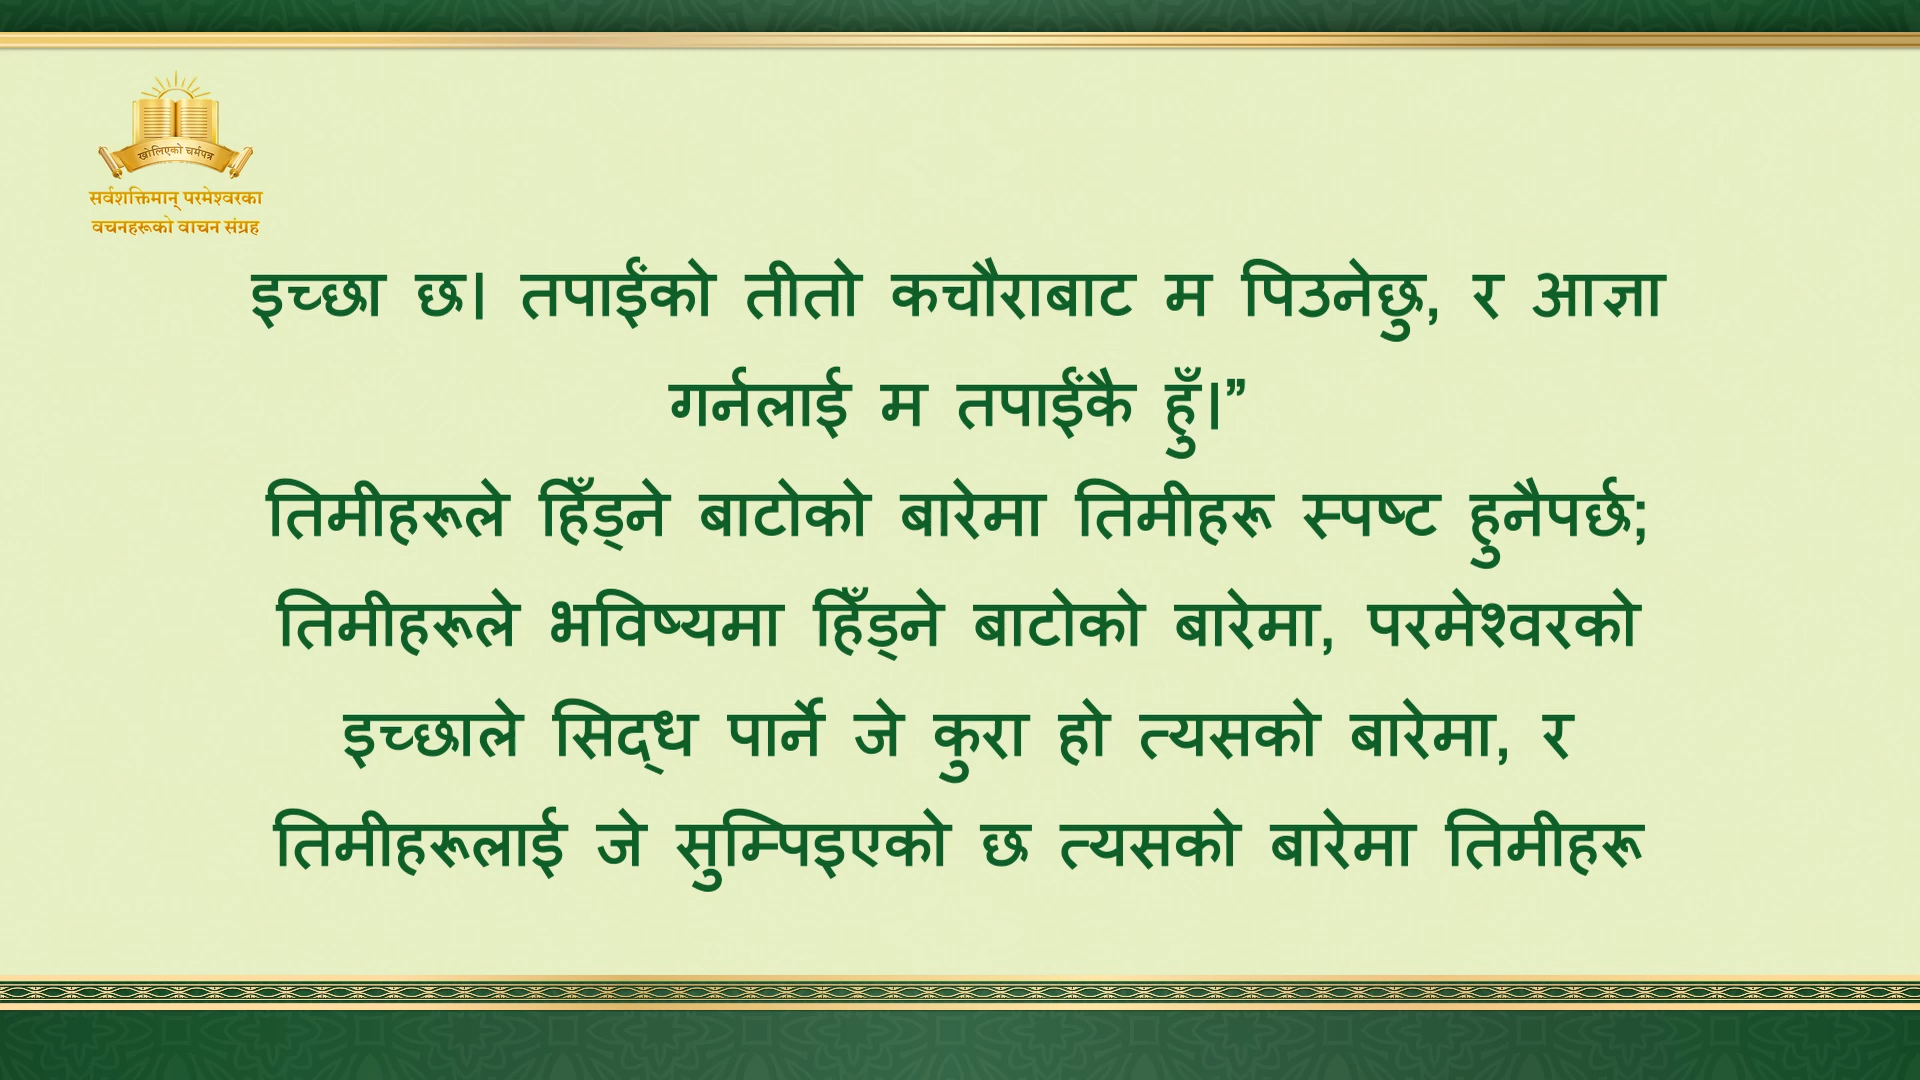 खोलिएको चर्मपत्र
सर्वशक्तिमान् परमेश्वरका
वचनहरूको वाचन संग्रह
इच्छा छ। तपाईंको तीतो कचौराबाट म पिउनेछु, र आज्ञा
गर्नलाई म तपाईंकै हुँ।”
तिमीहरूले हिँड्ने बाटोको बारेमा तिमीहरू स्पष्ट हुनैपर्छ;
तिमीहरूले भविष्यमा हिँड्ने बाटोको बारेमा, परमेश्वरको
इच्छाले सिद्ध पार्ने जे कुरा हो त्यसको बारेमा, र
तिमीहरूलाई जे सुम्पिइएको छ त्यसको बारेमा तिमीहरू